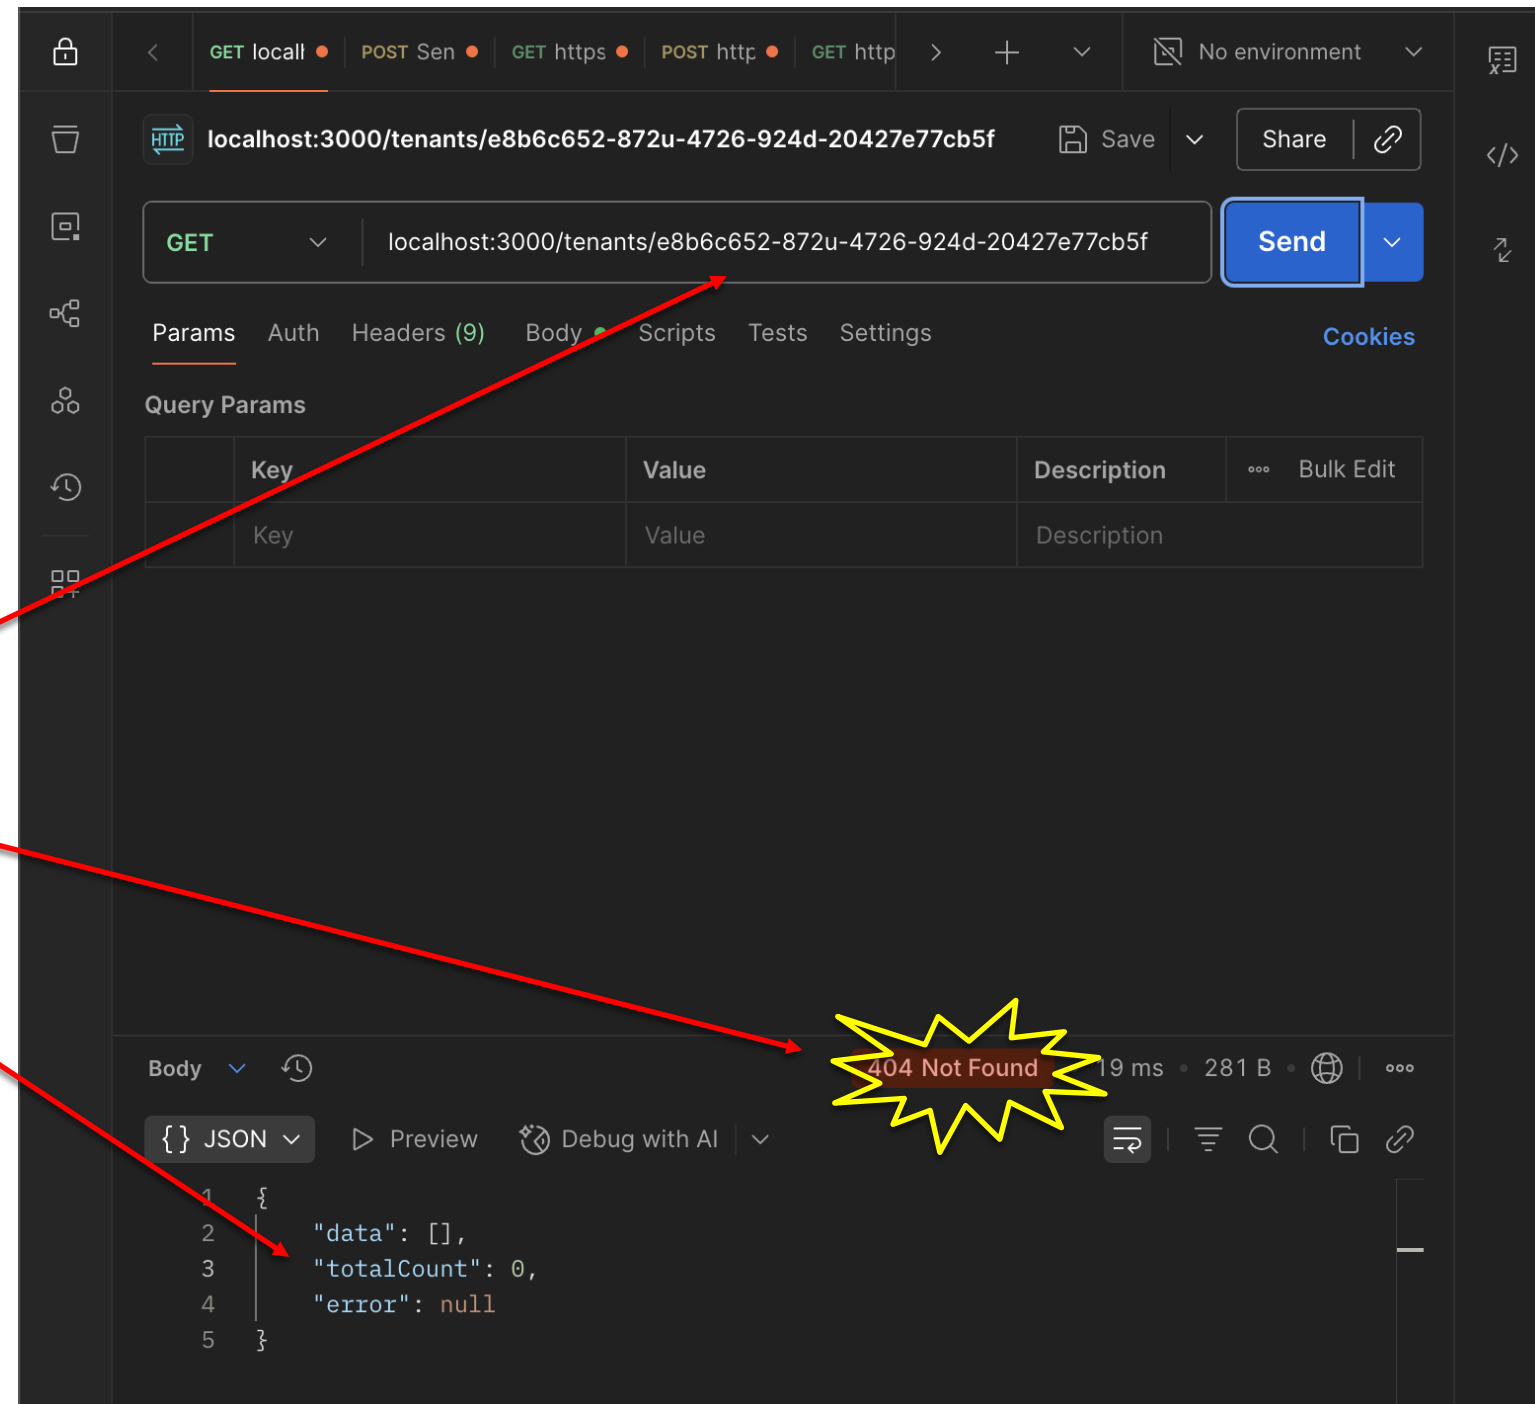 GET localh
POST Sen
GET https
POST http
GET http
No environment
HTTP
localhost:3000/tenants/e8b6c652-872u-4726-924d-20427e77cb5f
Save
Share
GET
localhost:3000/tenants/e8b6c652-872u-4726-924d-20427e77cb5f
Send
Params Auth Headers (9) Body Scripts Tests Settings
Cookies
Query Params
Key Value Description Bulk Edit
Key Value Description
Body
404 Not Found
19 ms • 281 B
{} JSON
Preview
Debug with AI
1 {
2 "data": [],
3 "totalCount": 0,
4 "error": null
5 }